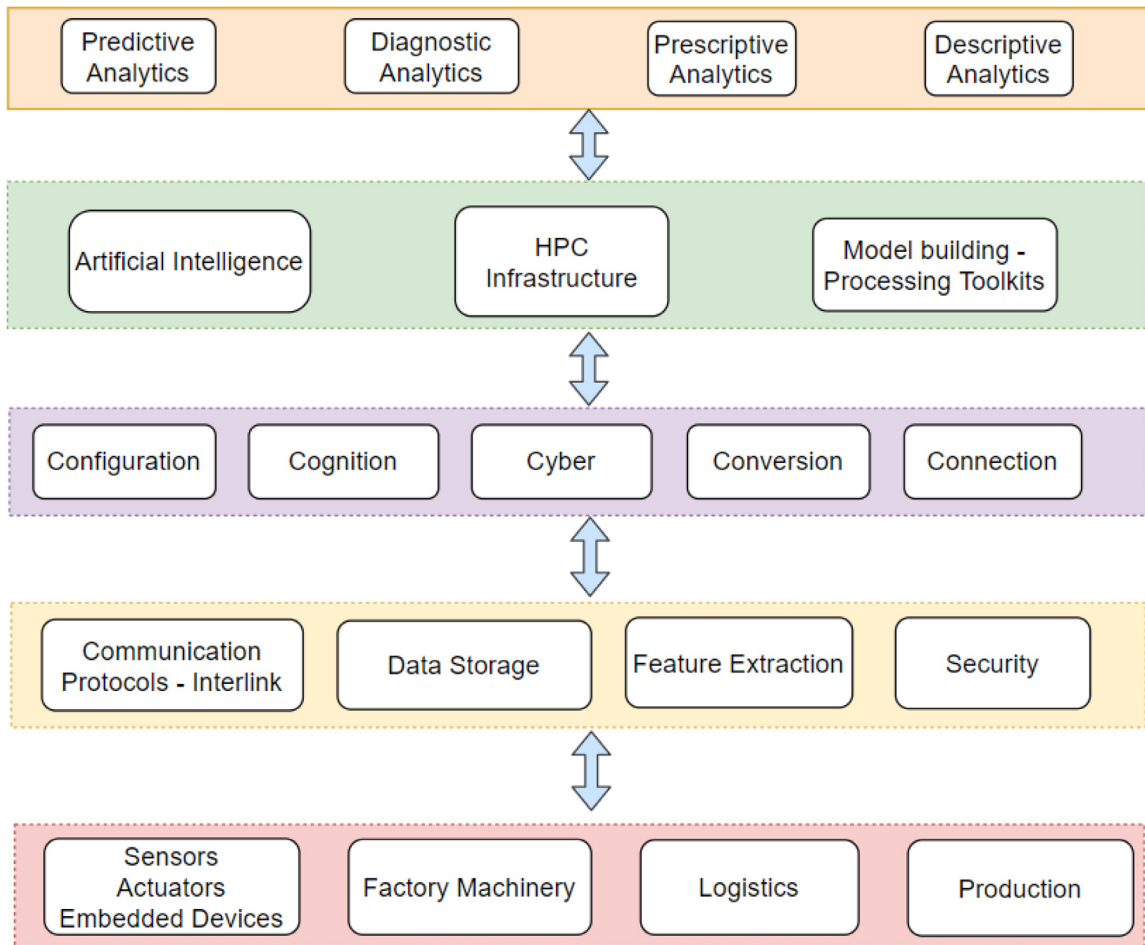 Predictive
Analytics
Diagnostic
Analytics
Prescriptive
Analytics
Descriptive
Analytics
Artificial Intelligence
HPC
Infrastructure
Model building -
Processing Toolkits
Configuration
Cognition
Cyber
Conversion
Connection
Communication
Protocols - Interlink
Data Storage
Feature Extraction
Security
Sensors
Actuators
Embedded Devices
Factory Machinery
Logistics
Production